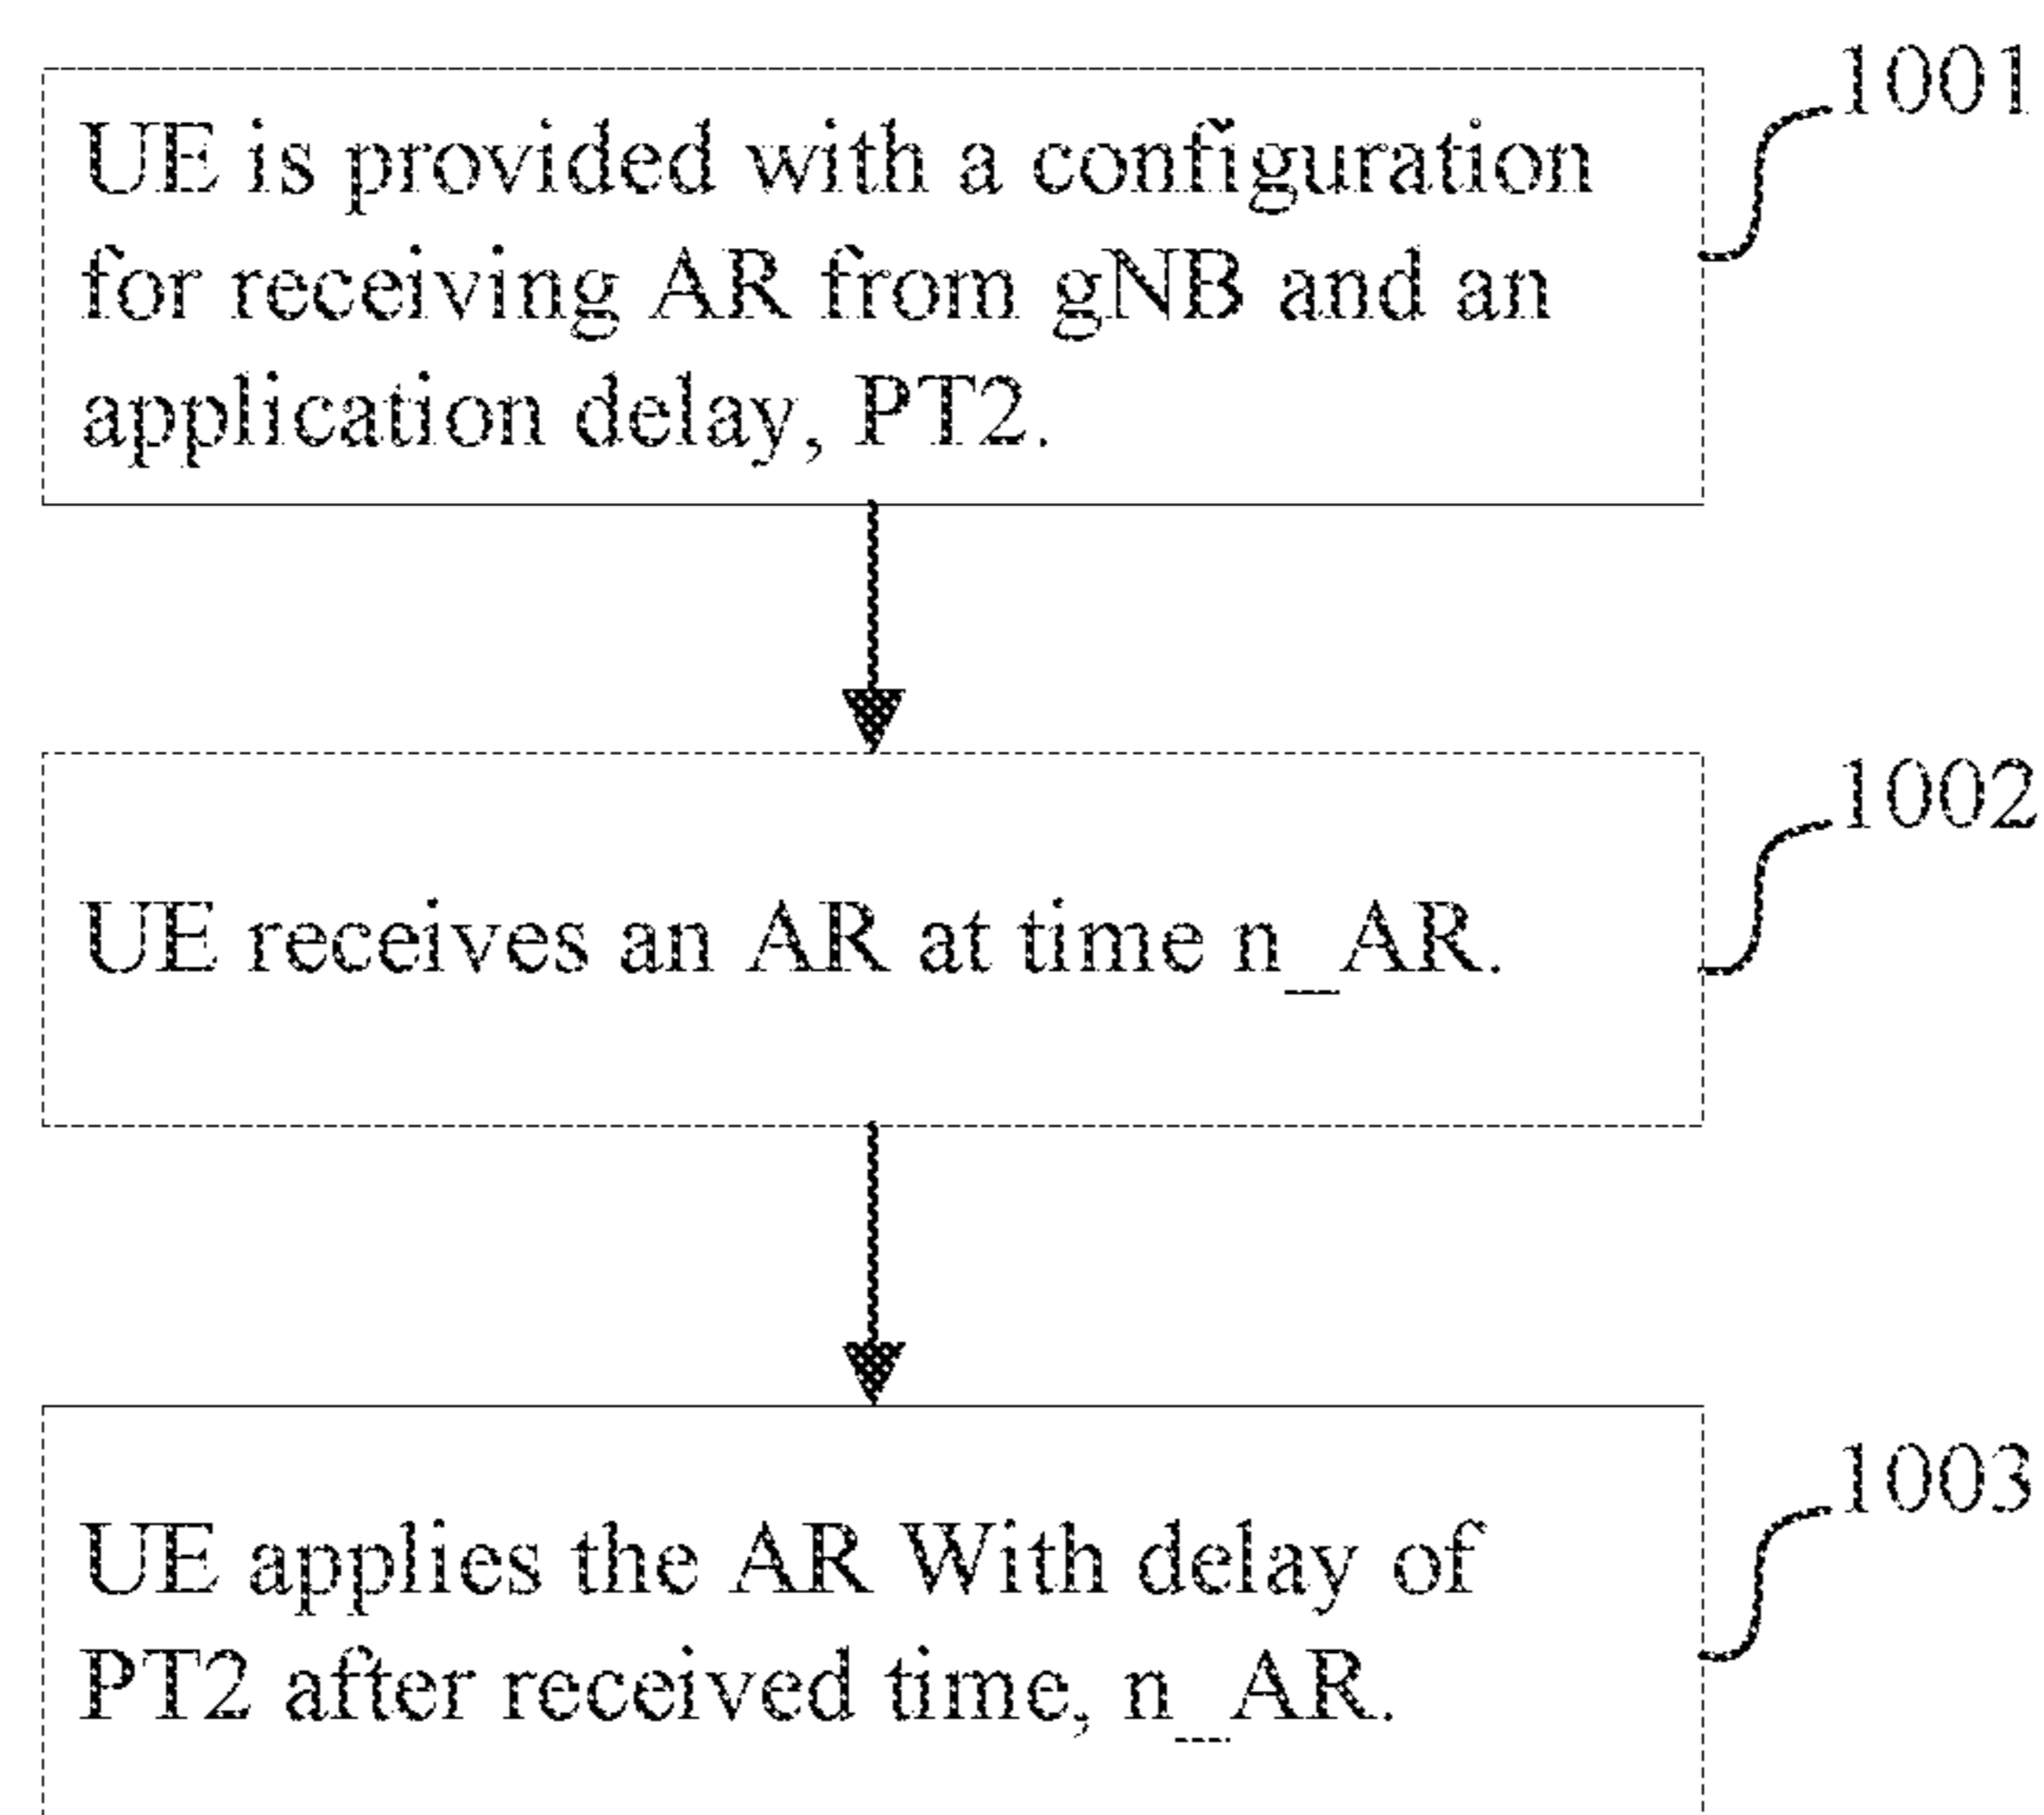 UE is provided with a configuration
for receiving AR from gNB and an
application delay, PT2.
1001
UE receives an AR at time n_AR.
1002
UE applies the AR With delay of
PT2 after received time, n_AR.
1003